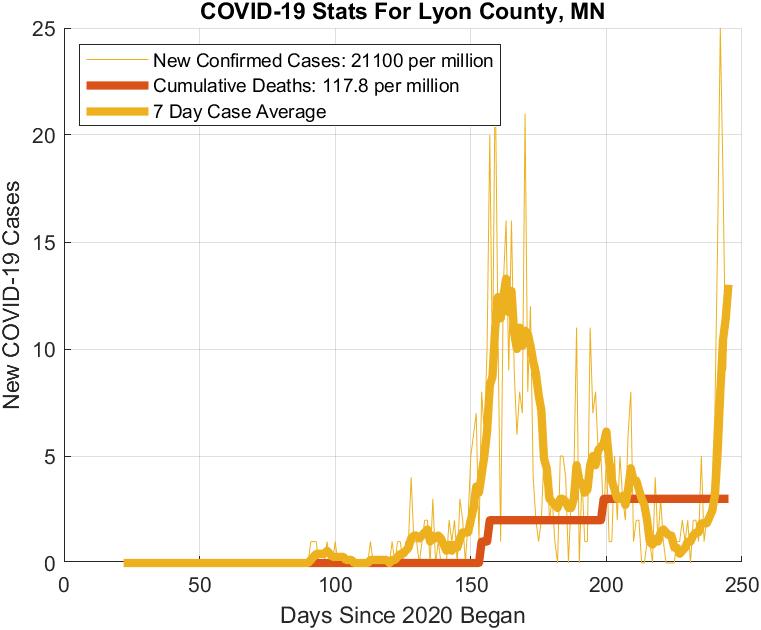 COVID-19 Stats For Lyon County, MN
New Confirmed Cases: 21100 per million
Cumulative Deaths: 117.8 per million
7 Day Case Average
New COVID-19 Cases
25
20
15
10
5
0
0 50 100 150 200 250
Days Since 2020 Began